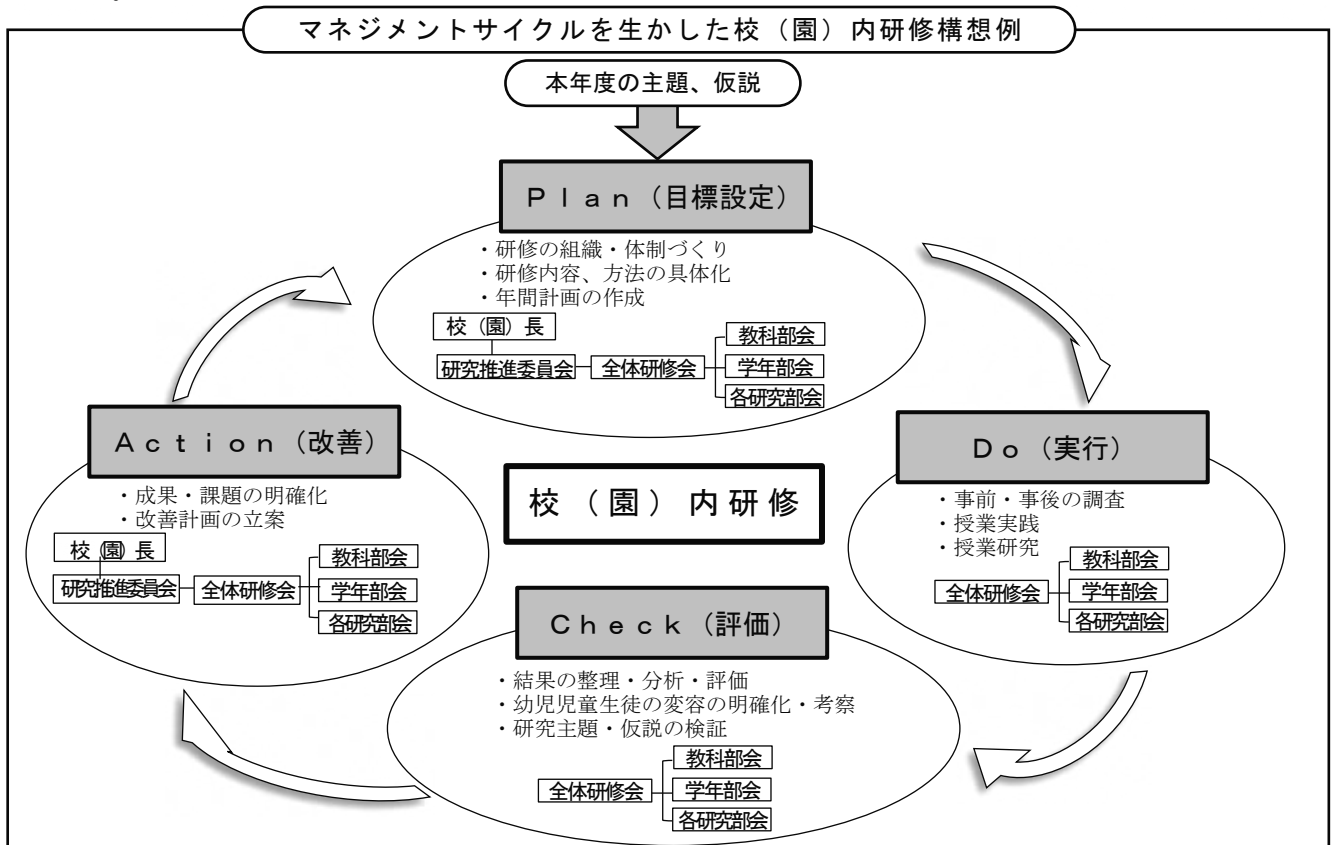 マネジメントサイクルを生かした校（園）内研修構想例
本年度の主題、仮説
Ｐｌａｎ（目標設定）
・研修の組織・体制づくり
・研修内容、方法の具体化
・年間計画の作成
校（園）長
研究推進委員会
全体研修会
教科部会
学年部会
各研究部会
Ｄｏ（実行）
・事前・事後の調査
・授業実践
・授業研究
全体研修会
教科部会
学年部会
各研究部会
校（園）内研修
Ｃｈｅｃｋ（評価）
・結果の整理・分析・評価
・幼児児童生徒の変容の明確化・考察
・研究主題・仮説の検証
全体研修会
教科部会
学年部会
各研究部会
Ａｃｔｉｏｎ（改善）
・成果・課題の明確化
・改善計画の立案
校（園）長
研究推進委員会
全体研修会
教科部会
学年部会
各研究部会